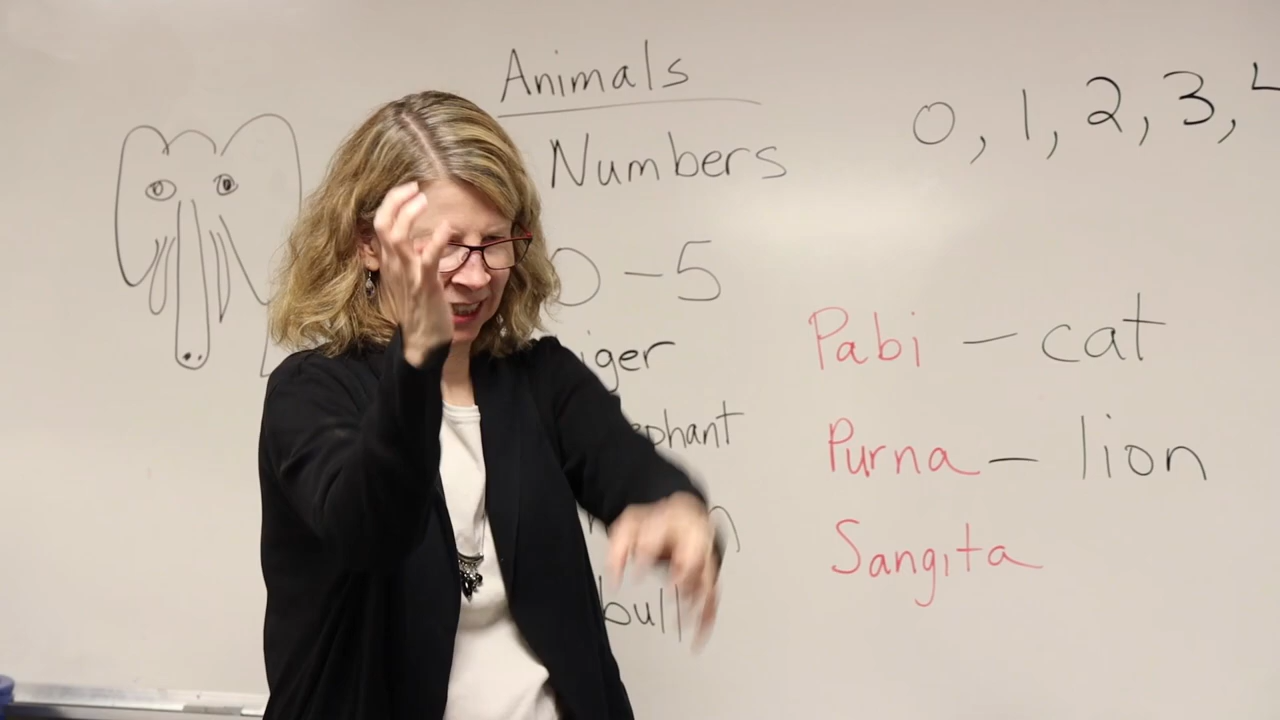 Animals
Numbers
0, 1, 2, 3,
0 – 5
Pabi – cat
Purna – lion
Sangita
bull